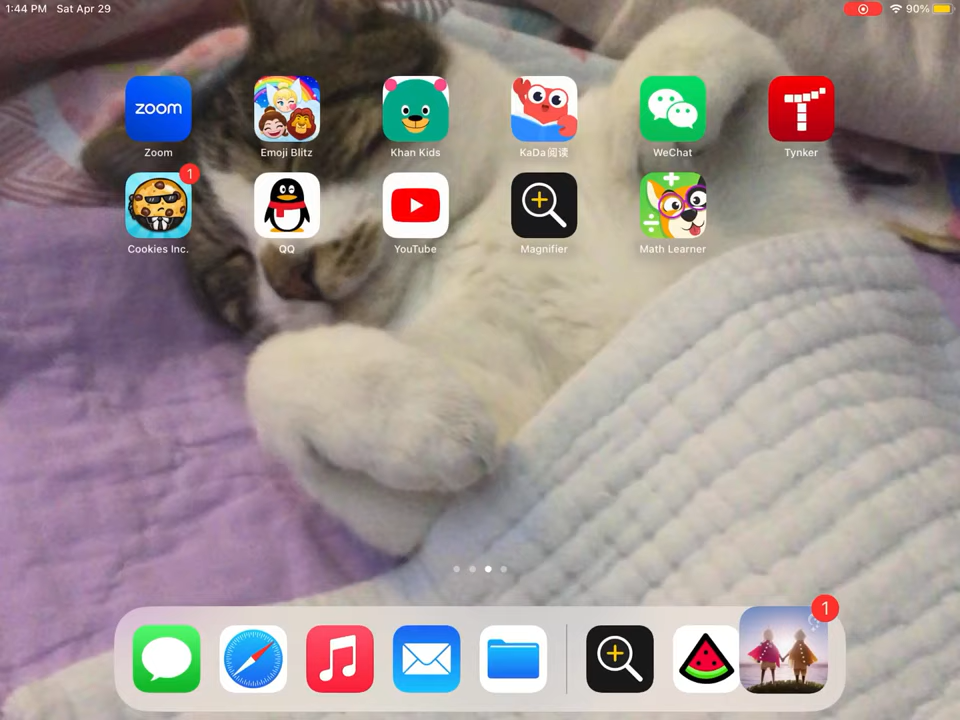 1:44 PM Sat Apr 29
90%
zoom
Zoom
Emoji Blitz
Khan Kids
KaDa阅读
WeChat
Tynker
1
Cookies Inc.
QQ
YouTube
Magnifier
Math Learner
1